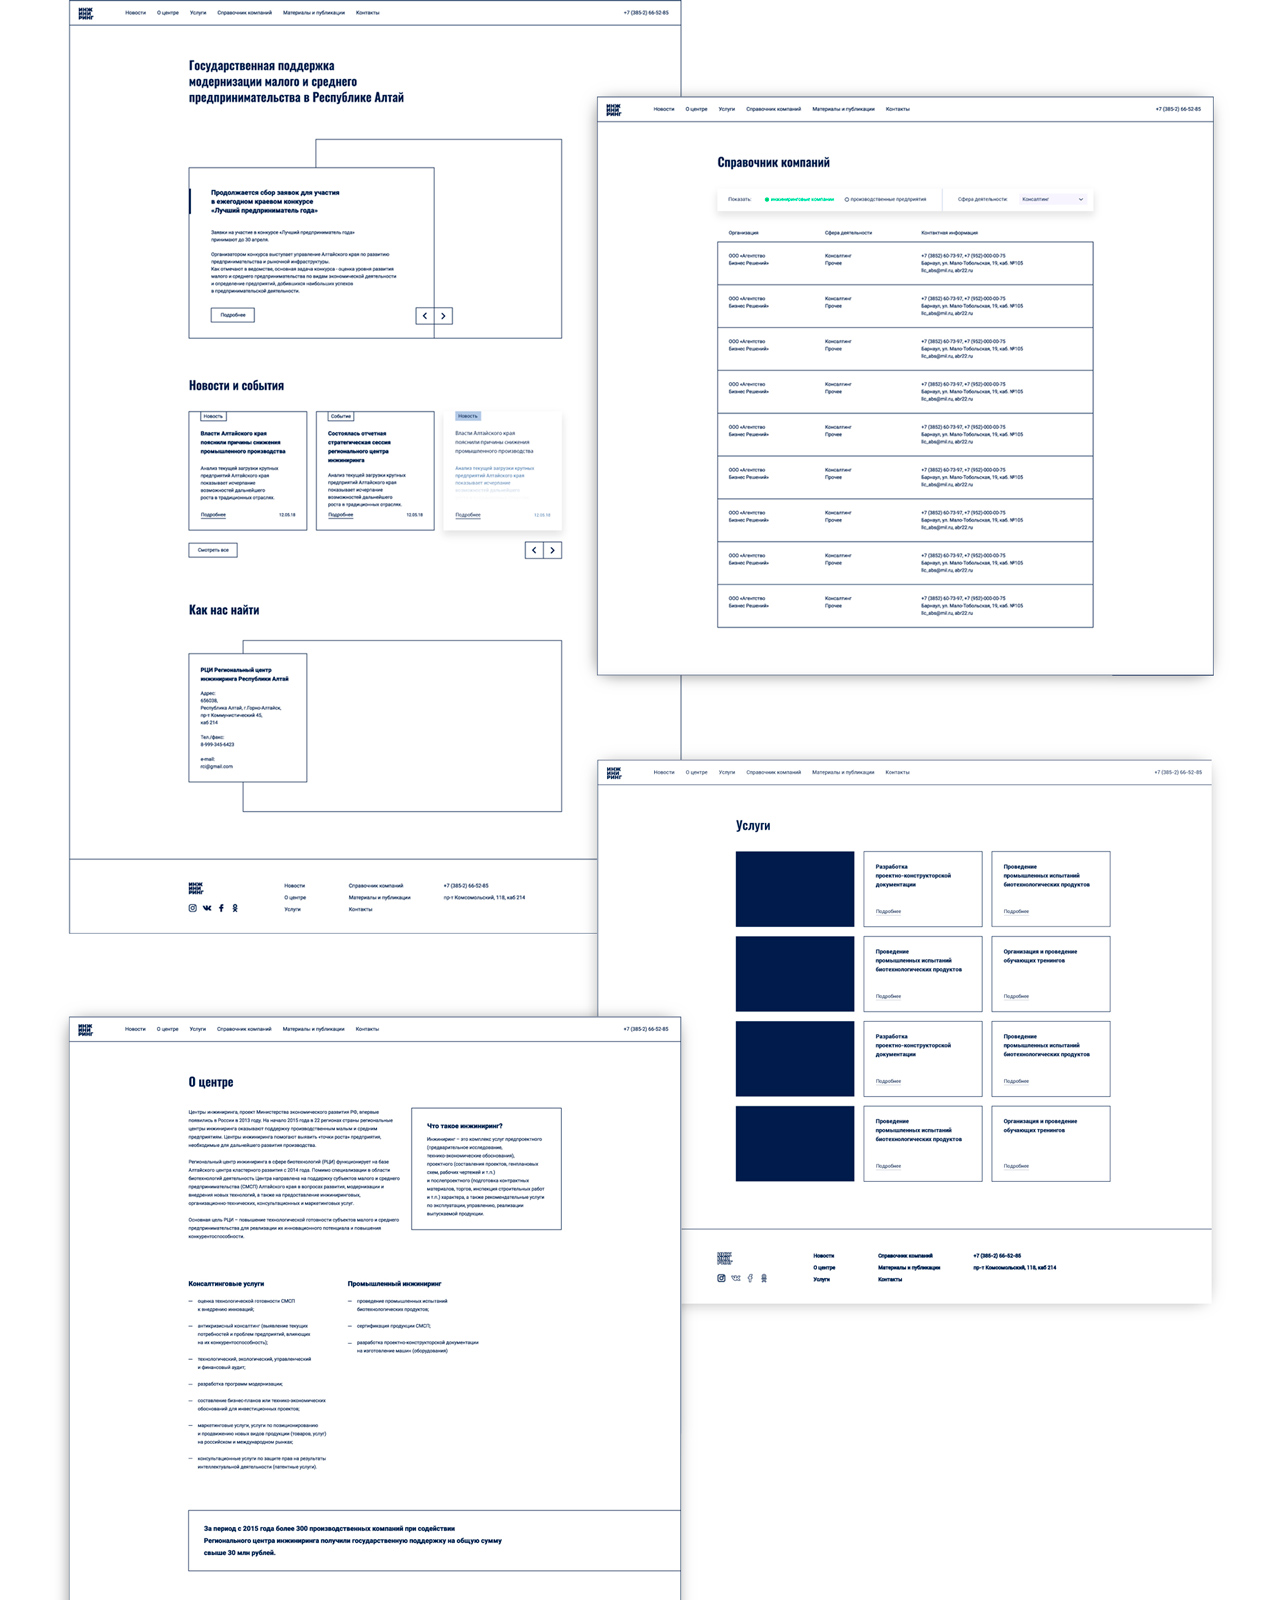 ИНЖ
ИНИ
РИНГ
Новости О центре Услуги Справочник компаний Материалы и публикации Контакты +7 (385-2) 66-52-85
Государственная поддержка
модернизации малого и среднего
предпринимательства в Республике Алтай
Продолжается сбор заявок для участия
в ежегодном краевом конкурсе
«Лучший предприниматель года»
Заявки на участие в конкурсе «Лучший предприниматель года»
принимают до 30 апреля.
Организатором конкурса выступает управление Алтайского края по развитию
предпринимательства и рыночной инфраструктуры.
Как отмечают в ведомстве, основная задача конкурса - оценка уровня развития
малого и среднего предпринимательства по видам экономической деятельности
и определение предприятий, добившихся наибольших успехов
в предпринимательской деятельности.
Подробнее
Новости и события
Новость
Власти Алтайского края
пояснили причины снижения
промышленного производства
Анализ текущей загрузки крупных
предприятий Алтайского края
показывает исчерпание
возможностей дальнейшего
роста в традиционных отраслях.
Подробнее 12.05.18
Событие
Состоялась отчетная
стратегическая сессия
регионального центра
инжиниринга
Анализ текущей загрузки крупных
предприятий Алтайского края
показывает исчерпание
возможностей дальнейшего
роста в традиционных отраслях.
Подробнее 12.05.18
Новость
Власти Алтайского края
пояснили причины снижения
промышленного производства
Анализ текущей загрузки крупных
предприятий Алтайского края
показывает исчерпание
возможностей дальнейшего
Подробнее 12.05.18
Смотреть все
Как нас найти
РЦИ Региональный центр
инжиниринга Республики Алтай
Адрес:
656038,
Республика Алтай, г.Горно-Алтайск,
пр-т Коммунистический 45,
каб 214
Тел./факс:
8-999-345-6423
e-mail:
rci@gmail.com
ИНЖ
ИНИ
РИНГ
Новости Справочник компаний +7 (385-2) 66-52-85
О центре Материалы и публикации пр-т Комсомольский, 118, каб 214
Услуги Контакты
ИНЖ
ИНИ
РИНГ
Новости О центре Услуги Справочник компаний Материалы и публикации Контакты +7 (385-2) 66-52-85
Справочник компаний
Показать: инжиниринговые компании производственные предприятия Сфера деятельности: Консалтинг
Организация Сфера деятельности Контактная информация
ООО «Агентство Консалтинг +7 (3852) 60-73-97, +7 (952)-000-00-75
Бизнес Решений» Прочее Барнаул, ул. Мало-Тобольская, 19, каб. №105
llc_abs@mil.ru, abr22.ru
ООО «Агентство Консалтинг +7 (3852) 60-73-97, +7 (952)-000-00-75
Бизнес Решений» Прочее Барнаул, ул. Мало-Тобольская, 19, каб. №105
llc_abs@mil.ru, abr22.ru
ООО «Агентство Консалтинг +7 (3852) 60-73-97, +7 (952)-000-00-75
Бизнес Решений» Прочее Барнаул, ул. Мало-Тобольская, 19, каб. №105
llc_abs@mil.ru, abr22.ru
ООО «Агентство Консалтинг +7 (3852) 60-73-97, +7 (952)-000-00-75
Бизнес Решений» Прочее Барнаул, ул. Мало-Тобольская, 19, каб. №105
llc_abs@mil.ru, abr22.ru
ООО «Агентство Консалтинг +7 (3852) 60-73-97, +7 (952)-000-00-75
Бизнес Решений» Прочее Барнаул, ул. Мало-Тобольская, 19, каб. №105
llc_abs@mil.ru, abr22.ru
ООО «Агентство Консалтинг +7 (3852) 60-73-97, +7 (952)-000-00-75
Бизнес Решений» Прочее Барнаул, ул. Мало-Тобольская, 19, каб. №105
llc_abs@mil.ru, abr22.ru
ООО «Агентство Консалтинг +7 (3852) 60-73-97, +7 (952)-000-00-75
Бизнес Решений» Прочее Барнаул, ул. Мало-Тобольская, 19, каб. №105
llc_abs@mil.ru, abr22.ru
ООО «Агентство Консалтинг +7 (3852) 60-73-97, +7 (952)-000-00-75
Бизнес Решений» Прочее Барнаул, ул. Мало-Тобольская, 19, каб. №105
llc_abs@mil.ru, abr22.ru
ООО «Агентство Консалтинг +7 (3852) 60-73-97, +7 (952)-000-00-75
Бизнес Решений» Прочее Барнаул, ул. Мало-Тобольская, 19, каб. №105
llc_abs@mil.ru, abr22.ru
ИНЖ
ИНИ
РИНГ
Новости О центре Услуги Справочник компаний Материалы и публикации Контакты +7 (385-2) 66-52-85
Услуги
Разработка
проектно-конструкторской
документации
Подробнее
Проведение
промышленных испытаний
биотехнологических продуктов
Подробнее
Проведение
промышленных испытаний
биотехнологических продуктов
Подробнее
Организация и проведение
обучающих тренингов
Подробнее
Разработка
проектно-конструкторской
документации
Подробнее
Проведение
промышленных испытаний
биотехнологических продуктов
Подробнее
Проведение
промышленных испытаний
биотехнологических продуктов
Подробнее
Организация и проведение
обучающих тренингов
Подробнее
Новости Справочник компаний +7 (385-2) 66-52-85
О центре Материалы и публикации пр-т Комсомольский, 118, каб 214
Услуги Контакты
ИНЖ
ИНИ
РИНГ
Новости О центре Услуги Справочник компаний Материалы и публикации Контакты +7 (385-2) 66-52-85
О центре
Центры инжиниринга, проект Министерства экономического развития РФ, впервые
появились в России в 2013 году. На начало 2015 года в 22 регионах страны региональные
центры инжиниринга оказывают поддержку производственным малым и средним
предприятиям. Центры инжиниринга помогают выявить «точки роста» предприятия,
необходимые для дальнейшего развития производства.
Региональный центр инжиниринга в сфере биотехнологий (РЦИ) функционирует на базе
Алтайского центра кластерного развития с 2014 года. Помимо специализации в области
биотехнологий деятельность Центра направлена на поддержку субъектов малого и среднего
предпринимательства (СМСП) Алтайского края в вопросах развития, модернизации и
внедрения новых технологий, а также на предоставление инжиниринговых,
организационно-технических, консультационных и маркетинговых услуг.
Основная цель РЦИ – повышение технологической готовности субъектов малого и среднего
предпринимательства для реализации их инновационного потенциала и повышения
конкурентоспособности.
Что такое инжиниринг?
Инжиниринг – это комплекс услуг предпроектного
(предварительное исследование,
технико-экономические обоснования),
проектного (составления проектов, генплановых
схем, рабочих чертежей и т.п.)
и послепроектного (подготовка контрактных
материалов, торгов, инспекция строительных работ
и т.п.) характера, а также рекомендательные услуги
по эксплуатации, управлению, реализации
выпускаемой продукции.
Консалтинговые услуги
— оценка технологической готовности СМСП
к внедрению инноваций;
— антикризисный консалтинг (выявление текущих
потребностей и проблем предприятий, влияющих
на их конкурентоспособность);
— технологический, экологический, управленческий
и финансовый аудит;
— разработка программ модернизации;
— составление бизнес-планов или технико-экономических
обоснований для инвестиционных проектов;
— маркетинговые услуги, услуги по позиционированию
и продвижению новых видов продукции (товаров, услуг)
на российском и международном рынках;
— консультационные услуги по защите прав на результаты
интеллектуальной деятельности (патентные услуги).
Промышленный инжиниринг
— проведение промышленных испытаний
биотехнологических продуктов;
— сертификация продукции СМСП;
— разработка проектно-конструкторской документации
на изготовление машин (оборудования)
За период с 2015 года более 300 производственных компаний при содействии
Регионального центра инжиниринга получили государственную поддержку на общую сумму
свыше 30 млн рублей.